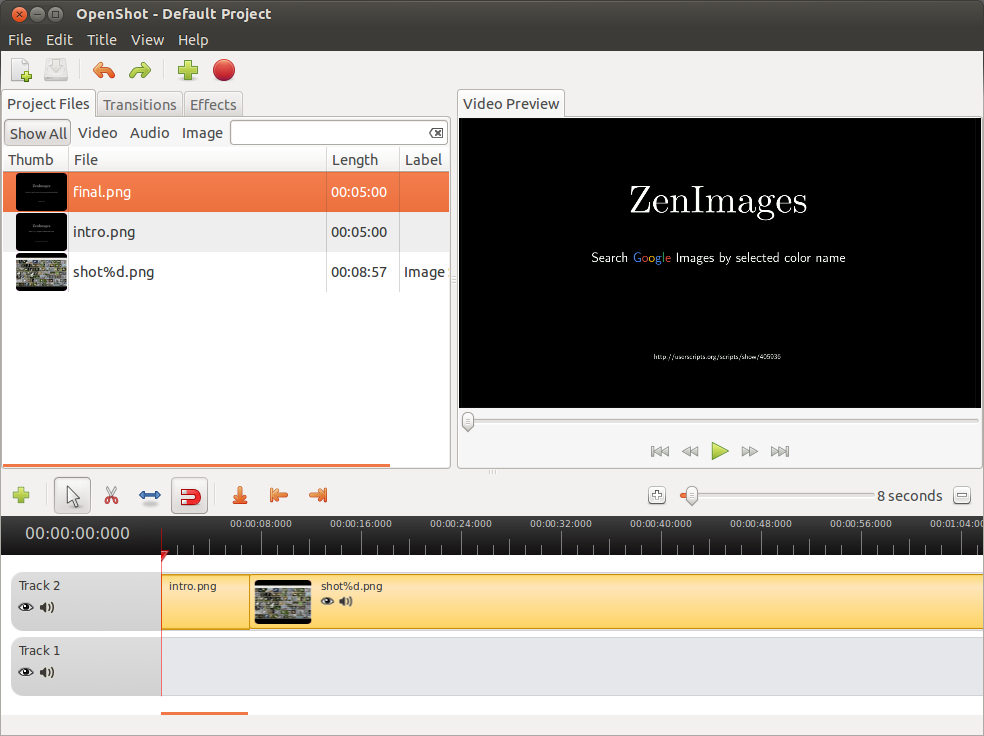 OpenShot - Default Project
File Edit Title View Help
Project Files Transitions Effects
Show All Video Audio Image
Thumb File Length Label
final.png 00:05:00
intro.png 00:05:00
shot%d.png 00:08:57 Image
Video Preview
ZenImages
Search Google Images by selected color name
http://userscripts.org/scripts/show/405936
8 seconds
00:00:00:000 00:00:08:000 00:00:16:000 00:00:24:000 00:00:32:000 00:00:40:000 00:00:48:000 00:00:56:000 00:01:04:00
Track 2 intro.png shot%d.png
Track 1